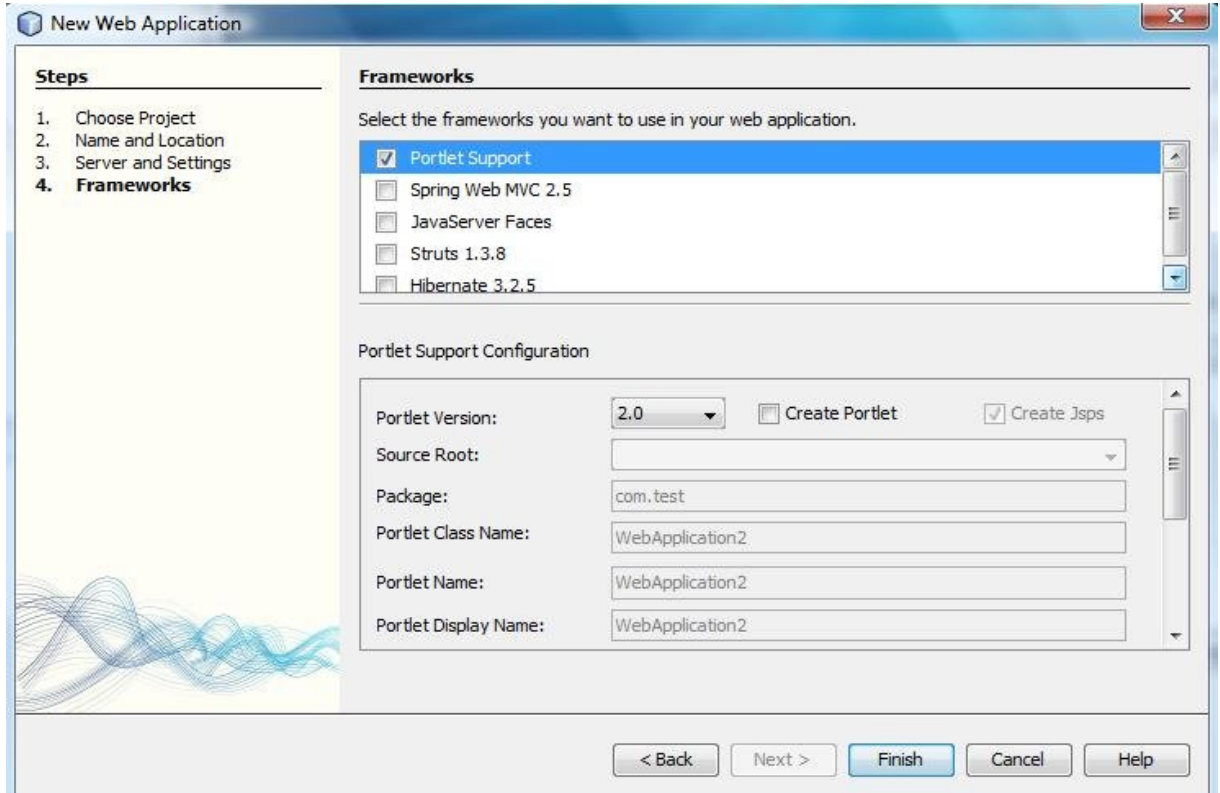 New Web Application
Steps
1. Choose Project
2. Name and Location
3. Server and Settings
4. Frameworks
Frameworks
Select the frameworks you want to use in your web application.
Portlet Support
Spring Web MVC 2.5
JavaServer Faces
Struts 1.3.8
Hibernate 3.2.5
Portlet Support Configuration
Portlet Version: 2.0 Create Portlet Create Jsps
Source Root:
Package: com.test
Portlet Class Name: WebApplication2
Portlet Name: WebApplication2
Portlet Display Name: WebApplication2
< Back Next > Finish Cancel Help